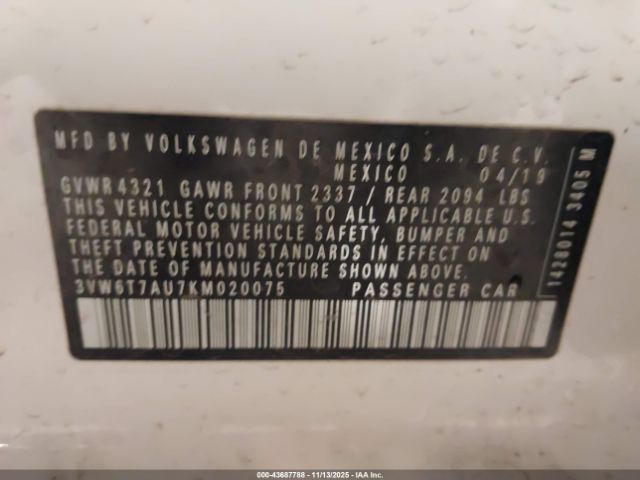 MFD BY VOLKSWAGEN DE MEXICO S.A. DE C.V.
MEXICO 04/19
GVWR 4321 GAWR FRONT 2337 / REAR 2094 LBS
THIS VEHICLE CONFORMS TO ALL APPLICABLE U.S.
FEDERAL MOTOR VEHICLE SAFETY, BUMPER AND
THEFT PREVENTION STANDARDS IN EFFECT ON
THE DATE OF MANUFACTURE SHOWN ABOVE.
3VW6T7AU7KM020075 PASSENGER CAR
1428014 3405 M
000-43687788 - 11/13/2025 - IAAI.COM